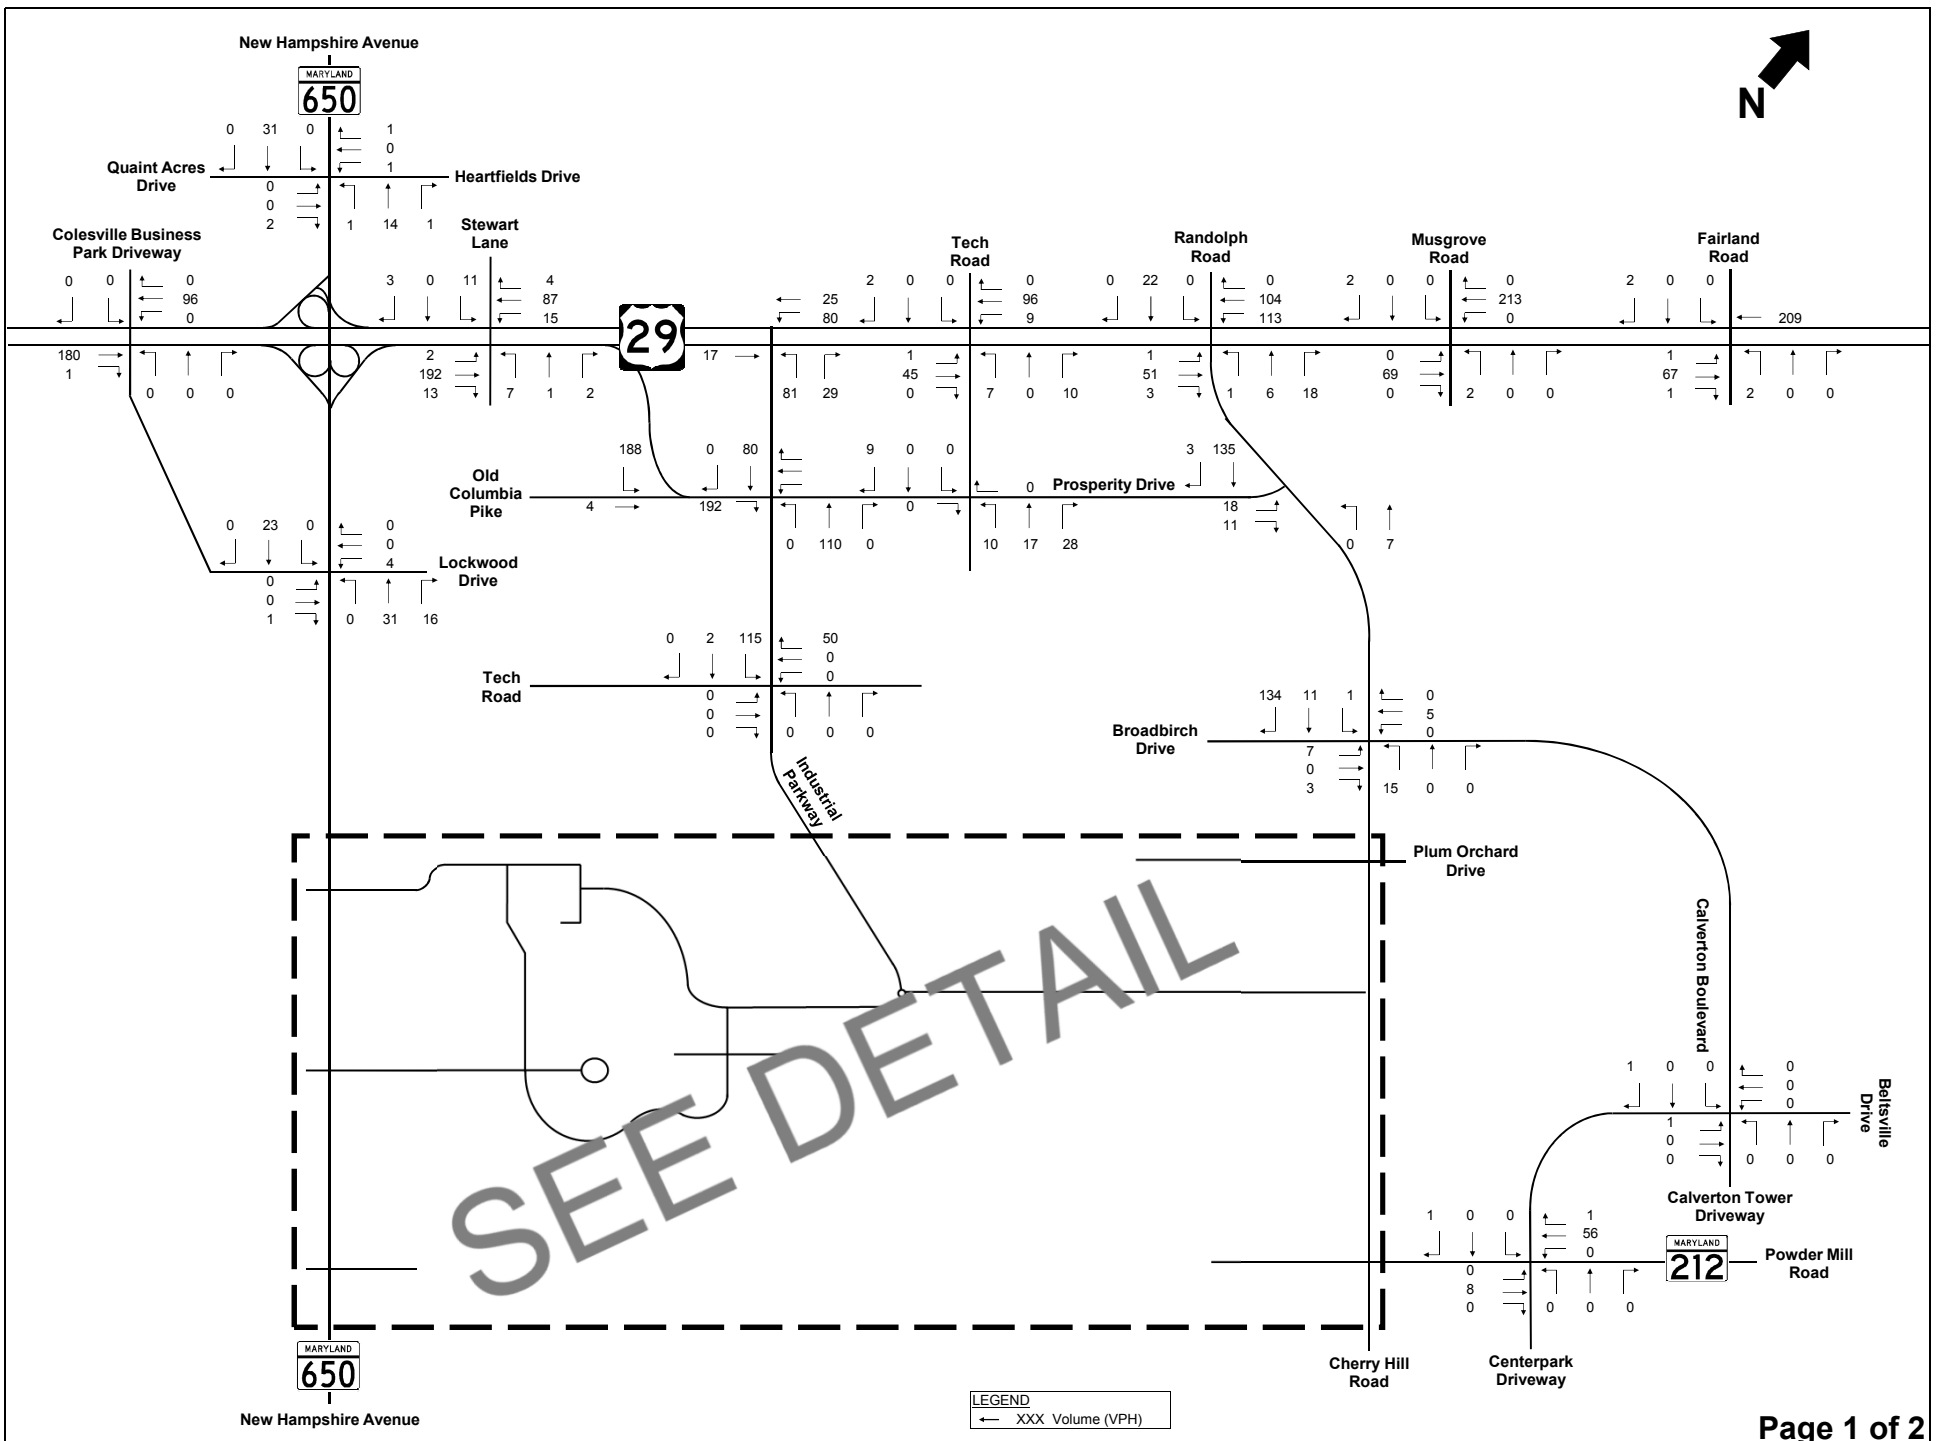 New Hampshire Avenue
MARYLAND
650
N
0 31 0 1
0
1
Quaint Acres
Drive
Heartfields Drive
0
0
2 1 14 1
Colesville Business
Park Driveway
0 0 0
96
0
180
1
0 0 0
Stewart
Lane
3 0 11 4
87
15
2
192
13 7 1 2
29
25
80
17
81 29
Tech
Road
2 0 0 0
96
9
1
45
0 7 0 10
Randolph
Road
0 22 0 0
104
113
1
51
3 1 6 18
Musgrove
Road
2 0 0 0
213
0
0
69
0 2 0 0
Fairland
Road
2 0 0
209
1
67
1 2 0 0
188
Old
Columbia
Pike
4
0 80
192
0 110 0
9 0 0
0
0
10 17 28
Prosperity Drive
3 135
18
11
0 7
0 23 0 0
0
4
Lockwood
Drive
0
0
1 0 31 16
Tech
Road
0 2 115 50
0
0
0
0
0 0 0 0
Industrial
Parkway
Broadbirch
Drive
134 11 1 0
5
0
7
0
3 15 0 0
Plum Orchard
Drive
SEE DETAIL
Calverton Boulevard
1 0 0 0
0
0
Beltsville
Drive
1
0
0 0 0 0
Calverton Tower
Driveway
1 0 0 1
56
0
MARYLAND
212
Powder Mill
Road
0
8
0 0 0 0
MARYLAND
650
New Hampshire Avenue
Cherry Hill
Road
Centerpark
Driveway
LEGEND
XXX Volume (VPH)
Page 1 of 2